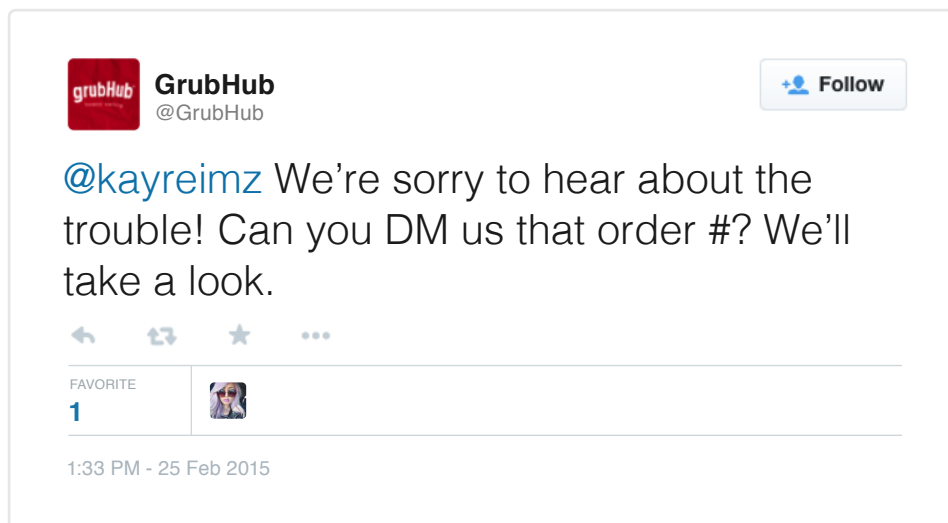 grubHub
GrubHub
@GrubHub
Follow
@kayreimz We’re sorry to hear about the
trouble! Can you DM us that order #? We’ll
take a look.
FAVORITE
1
1:33 PM - 25 Feb 2015